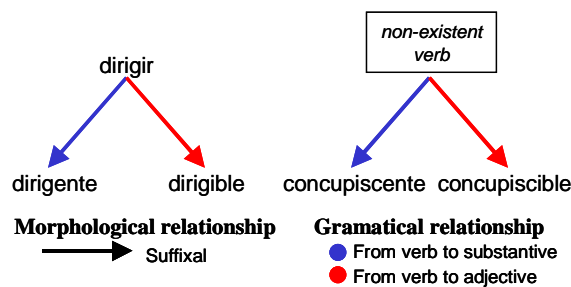 dirigir
non-existent
verb
dirigente
dirigible
concupiscente
concupiscible
Morphological relationship
Suffixal
Gramatical relationship
From verb to substantive
From verb to adjective